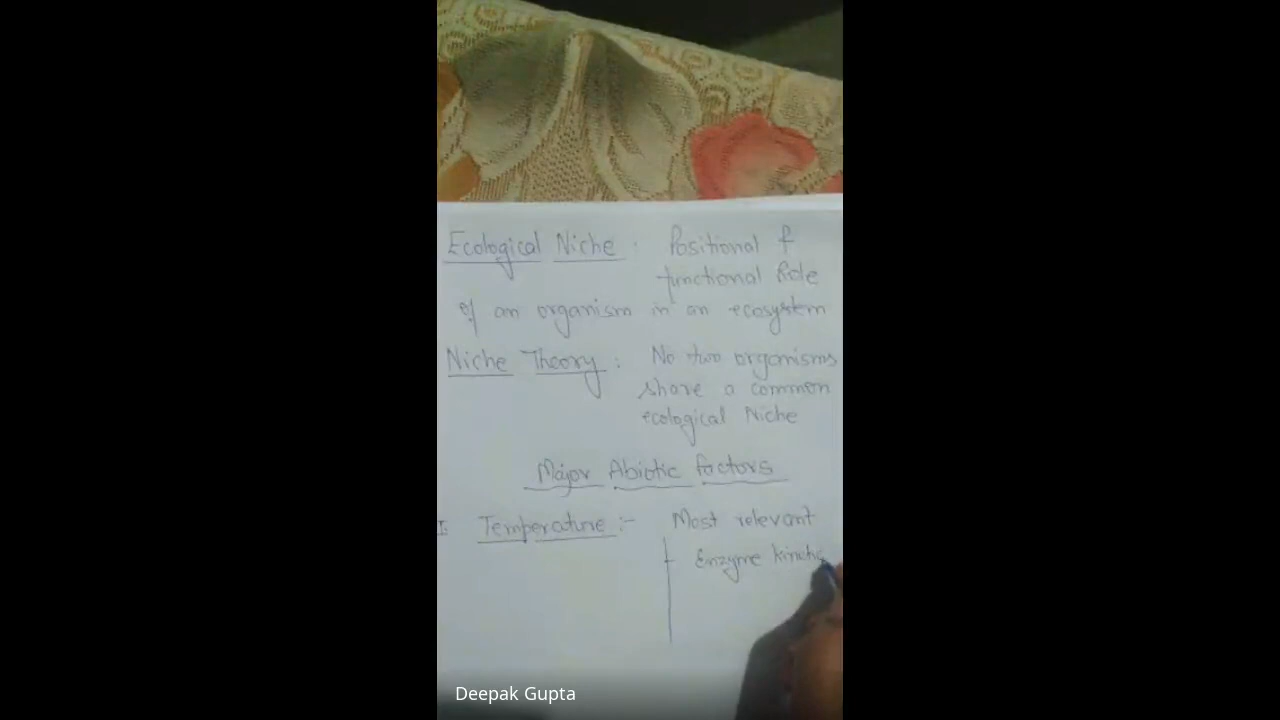 Ecological Niche : Positional &
functional Role
of an organism in an ecosystem
Niche Theory : No two organisms
share a common
ecological Niche
Major Abiotic factors
I. Temperature :- Most relevant
Enzyme kinetic
Deepak Gupta